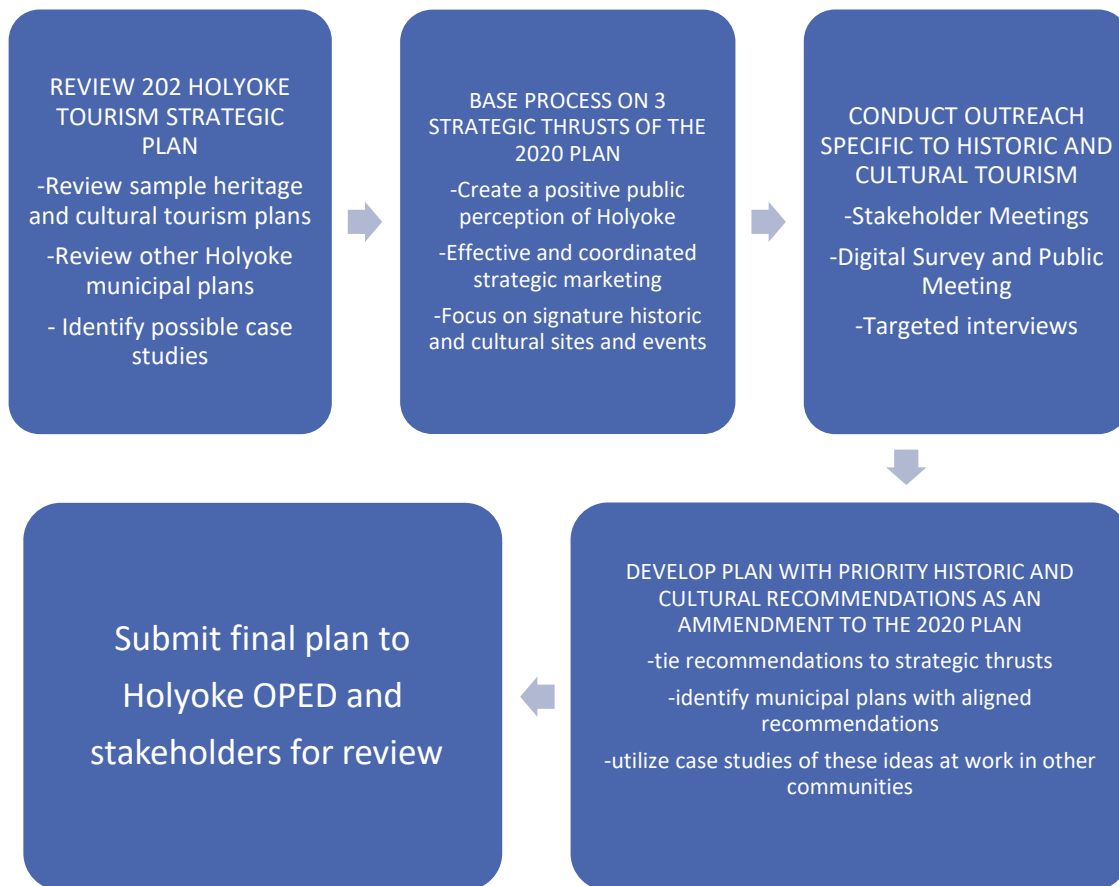 REVIEW 202 HOLYOKE
TOURISM STRATEGIC
PLAN
-Review sample heritage
and cultural tourism plans
-Review other Holyoke
municipal plans
- Identify possible case
studies
BASE PROCESS ON 3
STRATEGIC THRUSTS OF THE
2020 PLAN
-Create a positive public
perception of Holyoke
-Effective and coordinated
strategic marketing
-Focus on signature historic
and cultural sites and events
CONDUCT OUTREACH
SPECIFIC TO HISTORIC AND
CULTURAL TOURISM
-Stakeholder Meetings
-Digital Survey and Public
Meeting
-Targeted interviews
DEVELOP PLAN WITH PRIORITY HISTORIC AND
CULTURAL RECOMMENDATIONS AS AN
AMMENDMENT TO THE 2020 PLAN
-tie recommendations to strategic thrusts
-identify municipal plans with aligned
recommendations
-utilize case studies of these ideas at work in other
communities
Submit final plan to
Holyoke OPED and
stakeholders for review